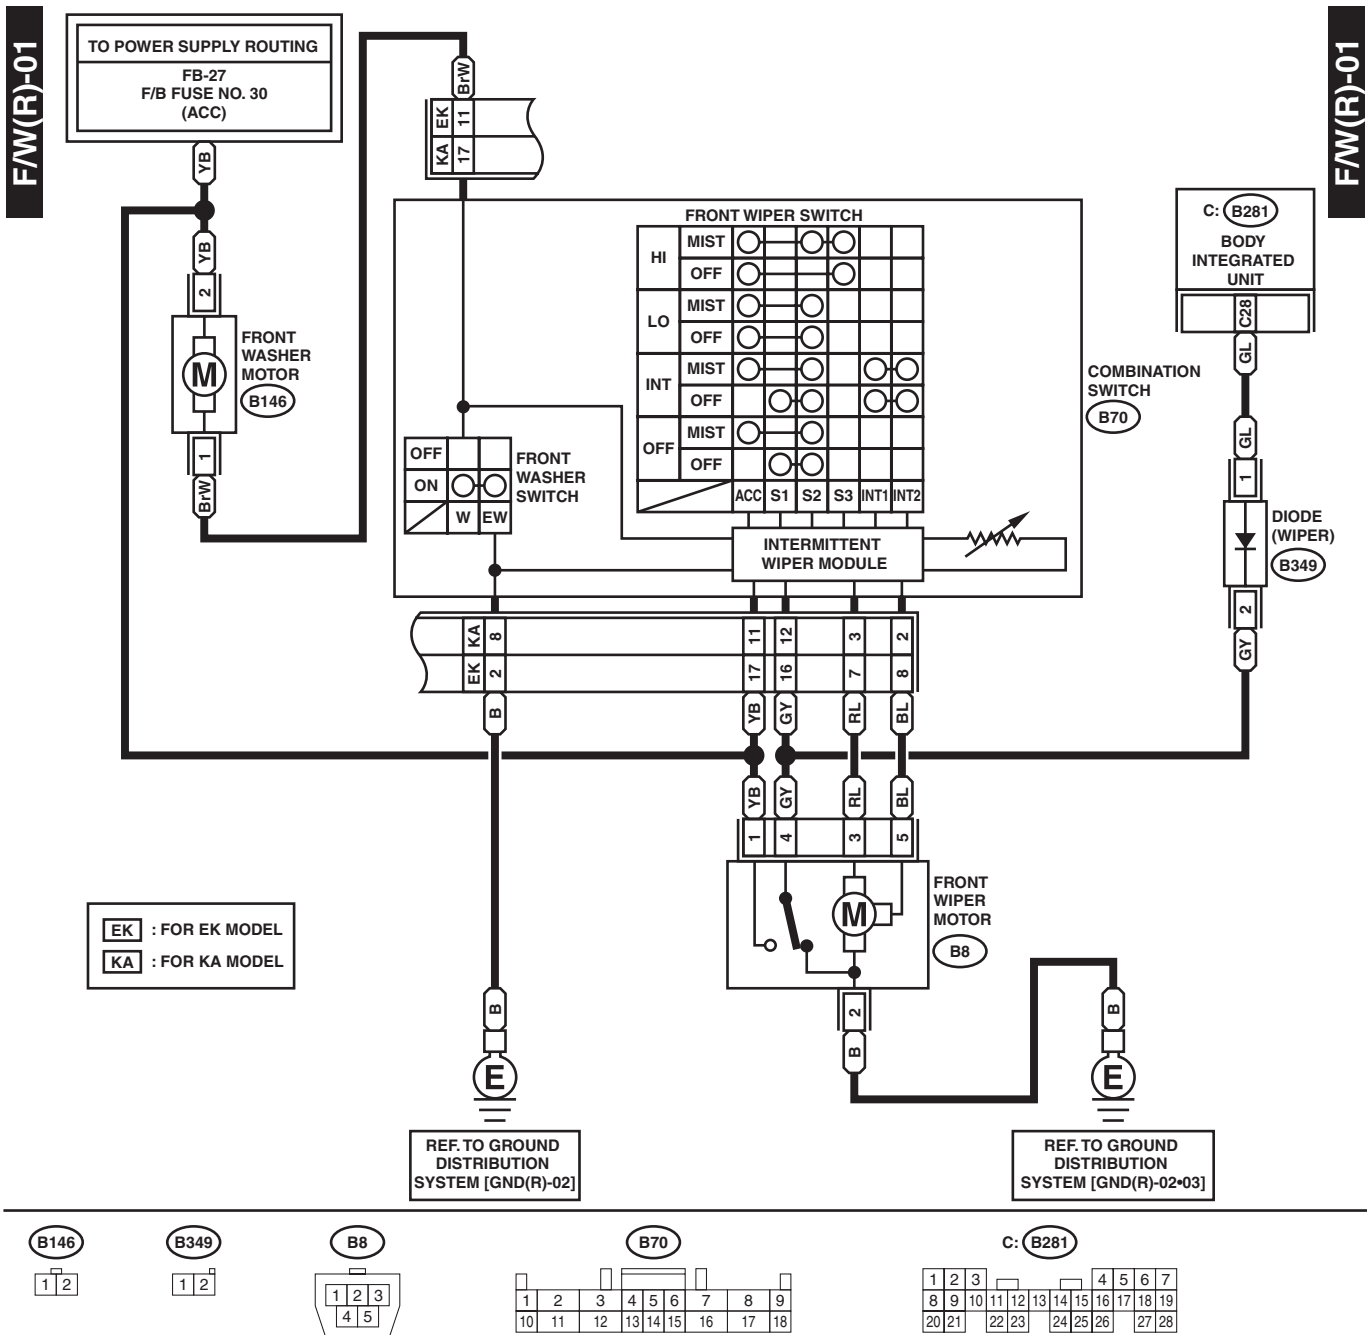 F/W(R)-01
F/W(R)-01
TO POWER SUPPLY ROUTING
FB-27
F/B FUSE NO. 30
(ACC)
YB
YB
2
FRONT
WASHER
MOTOR
B146
M
1
BrW
BrW
EK 11
KA 17
FRONT WIPER SWITCH
HI MIST
OFF
LO MIST
OFF
INT MIST
OFF
OFF MIST
OFF
ACC S1 S2 S3 INT1 INT2
INTERMITTENT
WIPER MODULE
OFF
ON
W EW
FRONT
WASHER
SWITCH
COMBINATION
SWITCH
B70
C: B281
BODY
INTEGRATED
UNIT
C28
GL
GL
1
DIODE
(WIPER)
B349
2
GY
KA 8 11 12 3 2
EK 2 17 16 7 8
B YB GY RL BL
YB GY RL BL
1 4 3 5
M
FRONT
WIPER
MOTOR
B8
2
B
EK : FOR EK MODEL
KA : FOR KA MODEL
B
E
REF. TO GROUND
DISTRIBUTION
SYSTEM [GND(R)-02]
B
E
REF. TO GROUND
DISTRIBUTION
SYSTEM [GND(R)-02•03]
B146
1 2
B349
1 2
B8
1 2 3
4 5
B70
1 2 3 4 5 6 7 8 9
10 11 12 13 14 15 16 17 18
C: B281
1 2 3 4 5 6 7
8 9 10 11 12 13 14 15 16 17 18 19
20 21 22 23 24 25 26 27 28